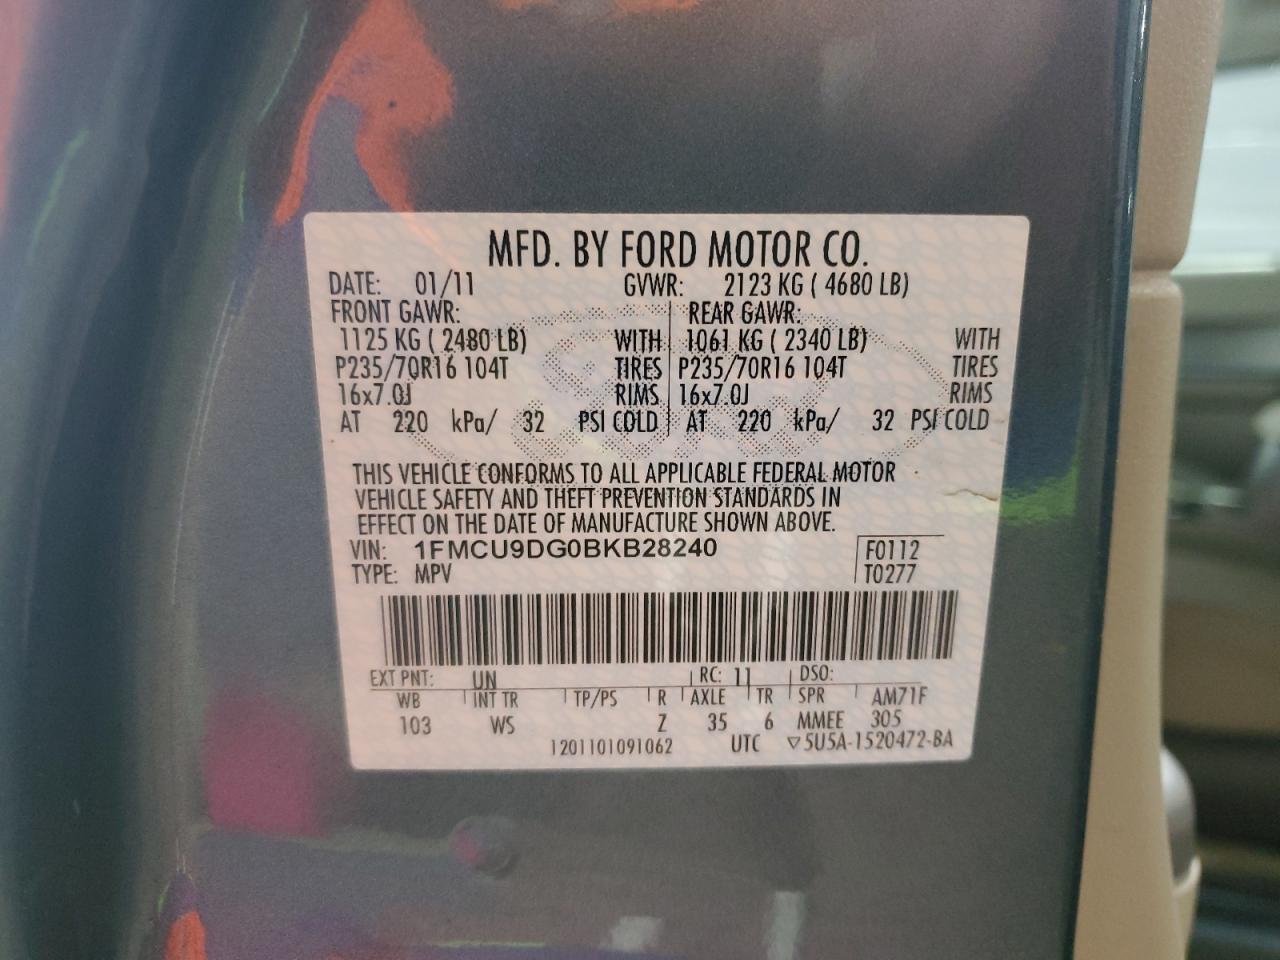 MFD. BY FORD MOTOR CO.
DATE: 01/11 GVWR: 2123 KG ( 4680 LB)
FRONT GAWR: REAR GAWR:
1125 KG ( 2480 LB) WITH 1061 KG ( 2340 LB) WITH
P235/70R16 104T TIRES P235/70R16 104T TIRES
16x7.0J RIMS 16x7.0J RIMS
AT 220 kPa/ 32 PSI COLD AT 220 kPa/ 32 PSI COLD
THIS VEHICLE CONFORMS TO ALL APPLICABLE FEDERAL MOTOR
VEHICLE SAFETY AND THEFT PREVENTION STANDARDS IN
EFFECT ON THE DATE OF MANUFACTURE SHOWN ABOVE.
VIN: 1FMCU9DG0BKB28240 F0112
TYPE: MPV T0277
EXT PNT: UN RC: 11 DSO:
WB INT TR TP/PS R AXLE TR SPR AM71F
103 WS Z 35 6 MMEE 305
1201101091062 UTC ▽5U5A-1520472-BA